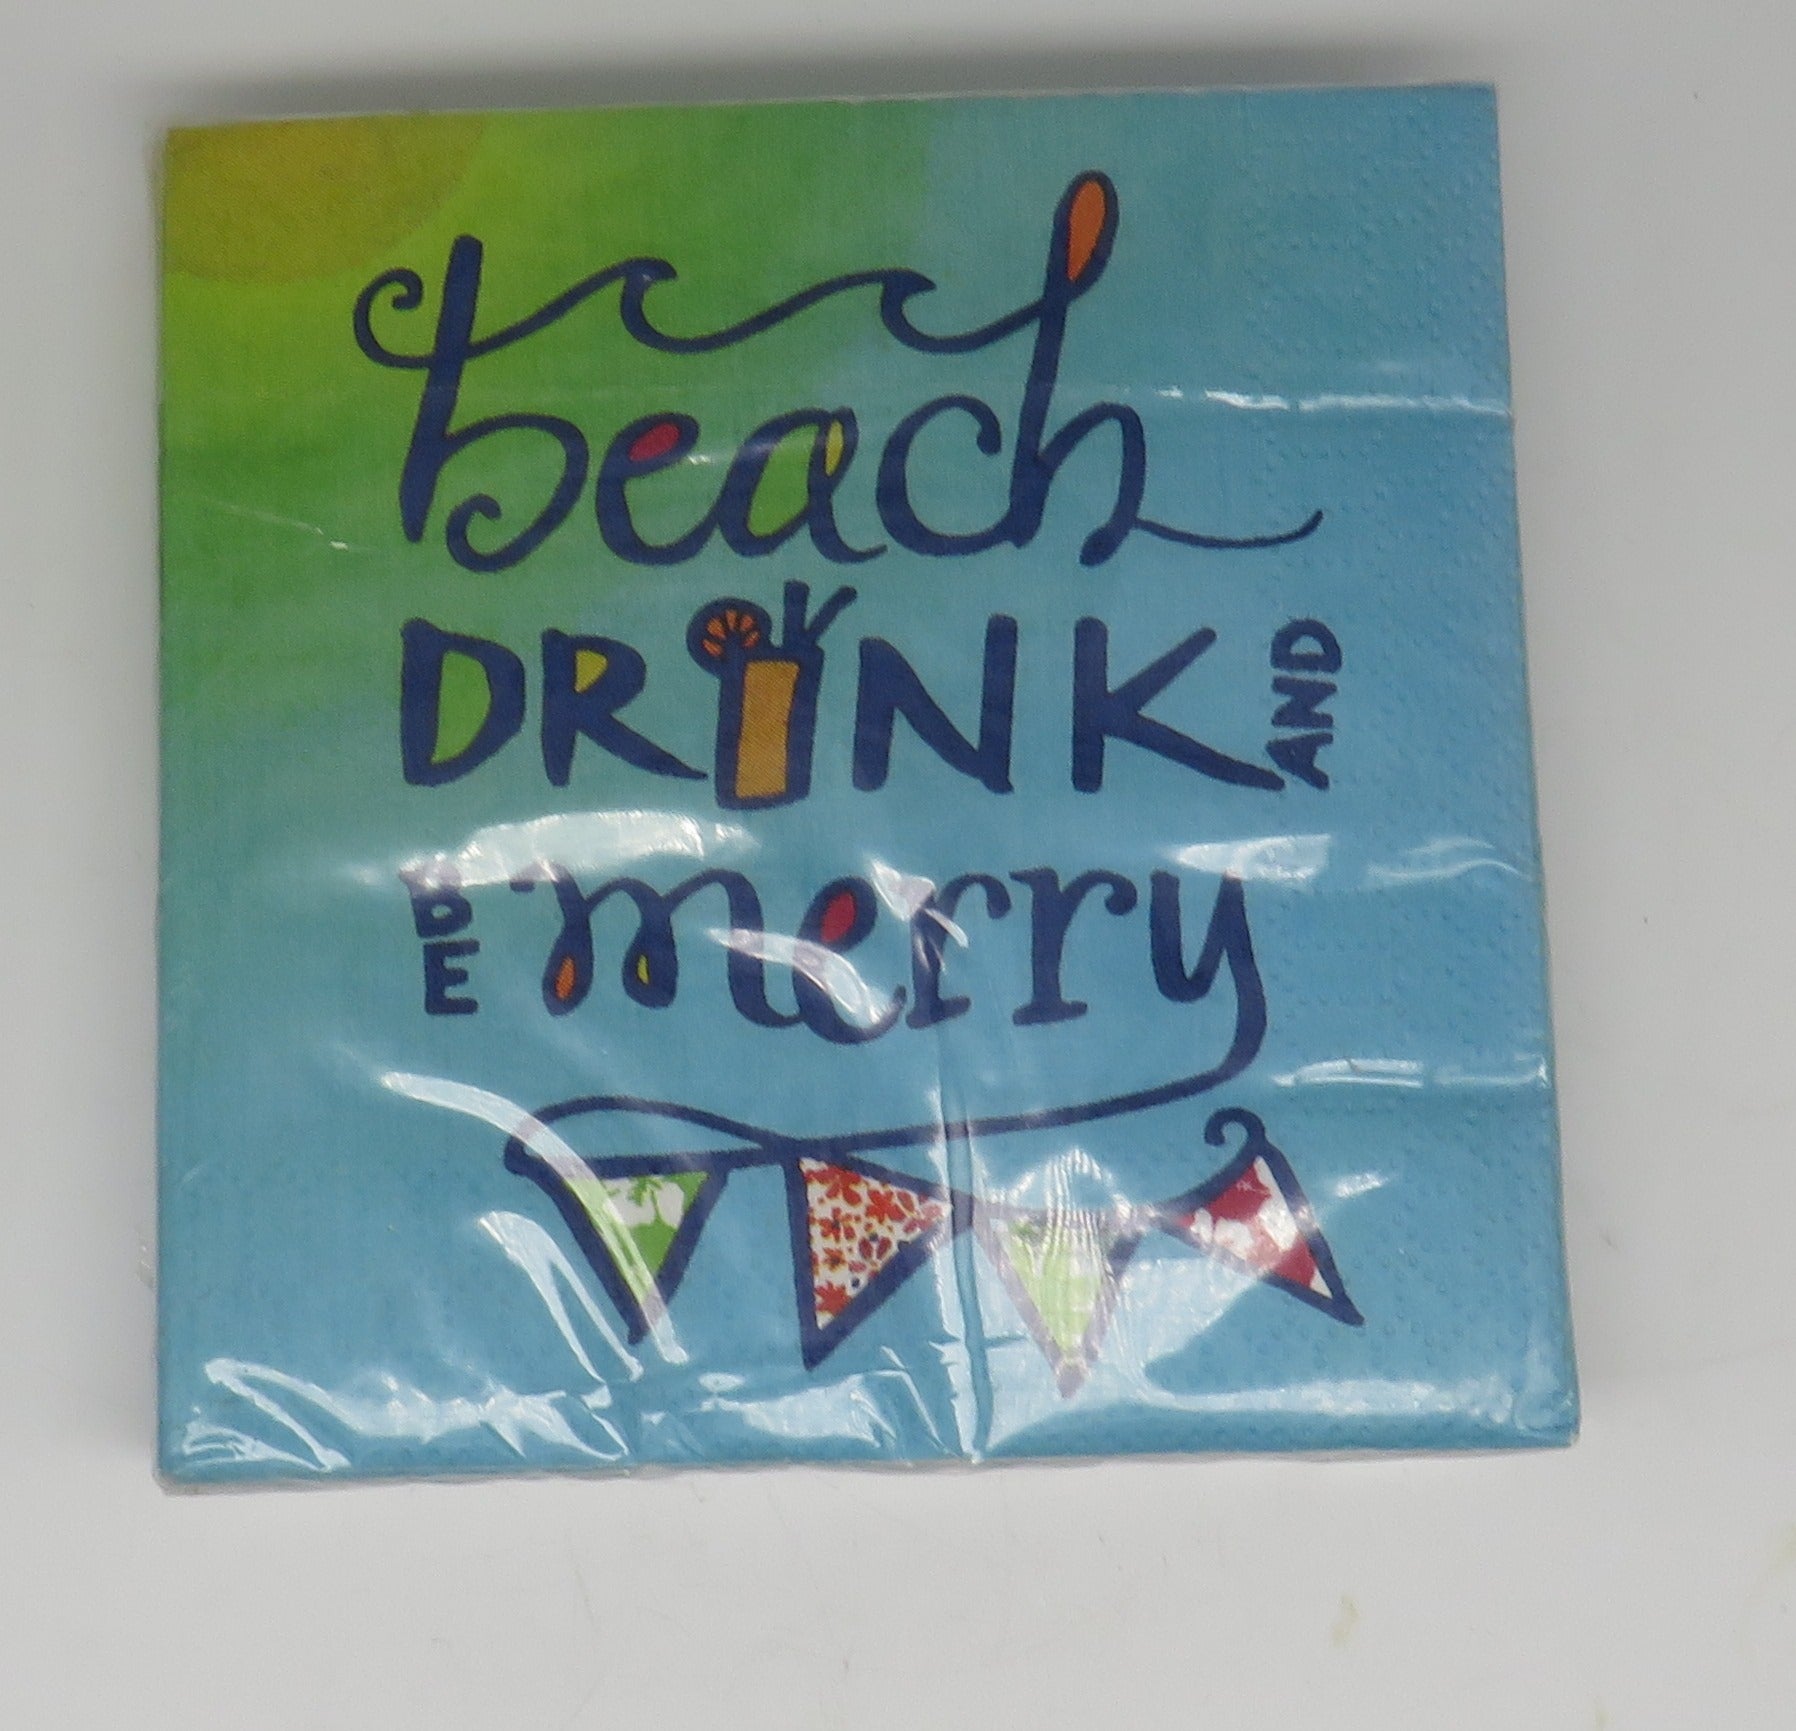 beach
DRINK AND
BE merry